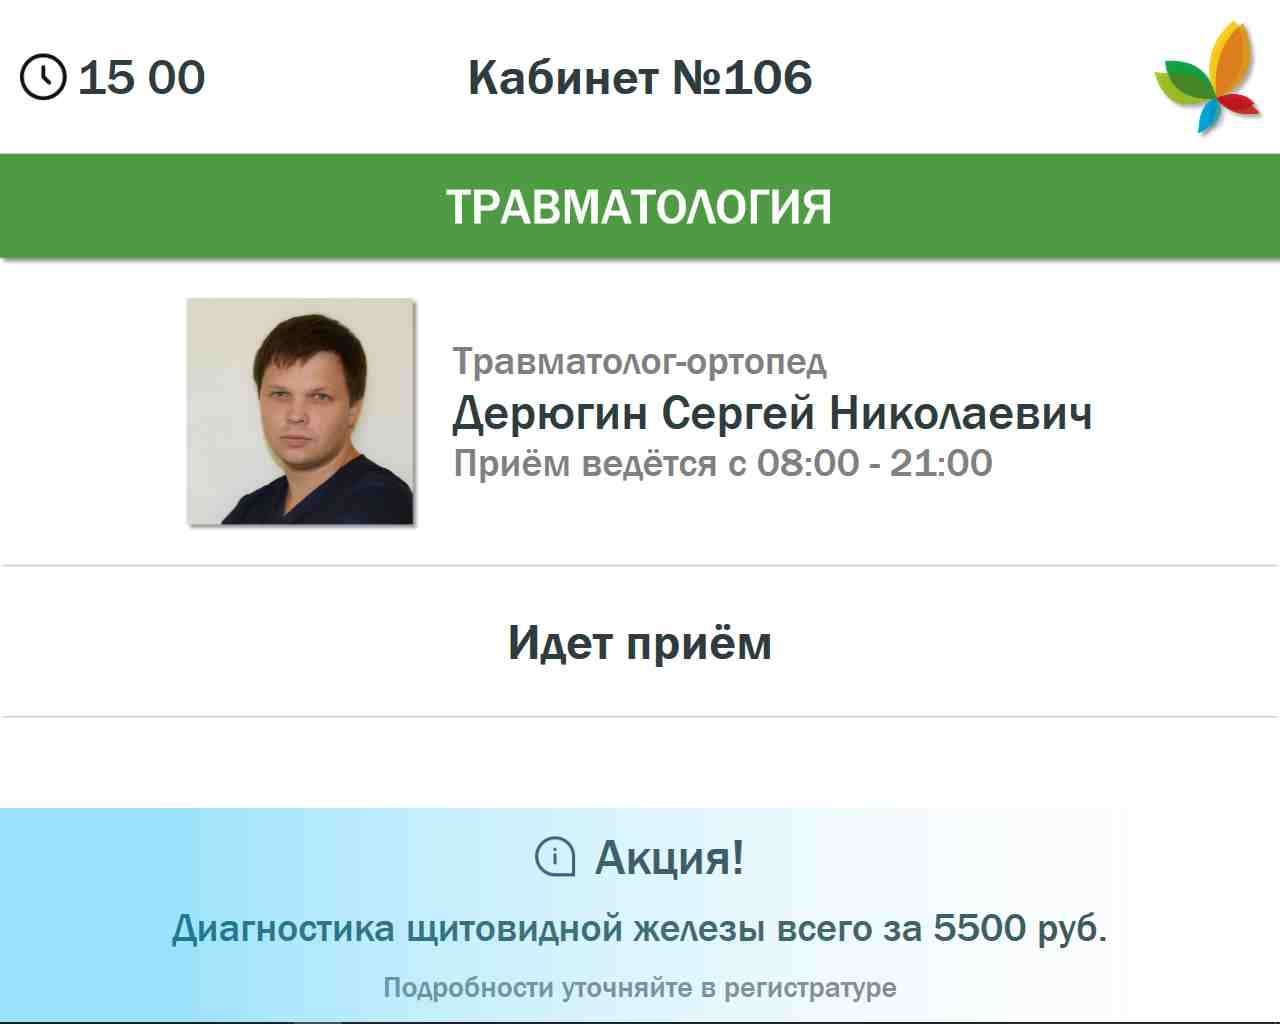 15 00
Кабинет №106
ТРАВМАТОЛОГИЯ
Травматолог-ортопед
Дерюгин Сергей Николаевич
Приём ведётся с 08:00 - 21:00
Идет приём
Акция!
Диагностика щитовидной железы всего за 5500 руб.
Подробности уточняйте в регистратуре